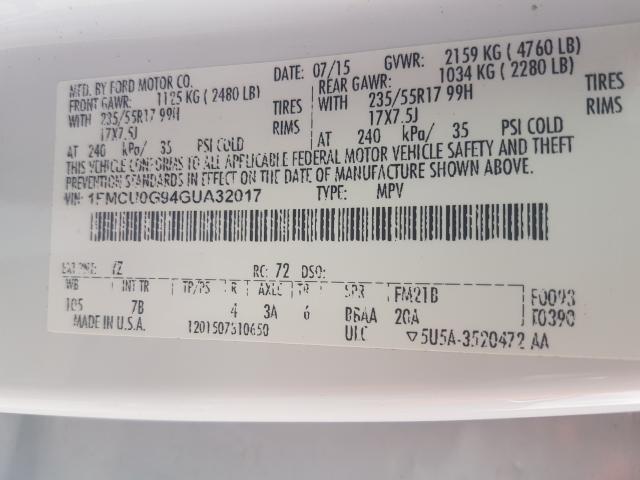 MFD. BY FORD MOTOR CO.
DATE: 07/15 GVWR: 2159 KG ( 4760 LB)
FRONT GAWR: 1125 KG ( 2480 LB) REAR GAWR: 1034 KG ( 2280 LB)
WITH 235/55R17 99H TIRES WITH 235/55R17 99H TIRES
17X7.5J RIMS 17X7.5J RIMS
AT 240 kPa/ 35 PSI COLD AT 240 kPa/ 35 PSI COLD
THIS VEHICLE CONFORMS TO ALL APPLICABLE FEDERAL MOTOR VEHICLE SAFETY AND THEFT
PREVENTION STANDARDS IN EFFECT ON THE DATE OF MANUFACTURE SHOWN ABOVE.
VIN: 1FMCU0G94GUA32017 TYPE: MPV
EXT PNT: YZ RC: 72 DSO:
WB INT TR TP/PS R AXLE TR SPR FM21B F0093
105 7B 4 3A 6 BBAA 20A T0390
MADE IN U.S.A. 1201507310650 ULC ▽5U5A-3520472 AA